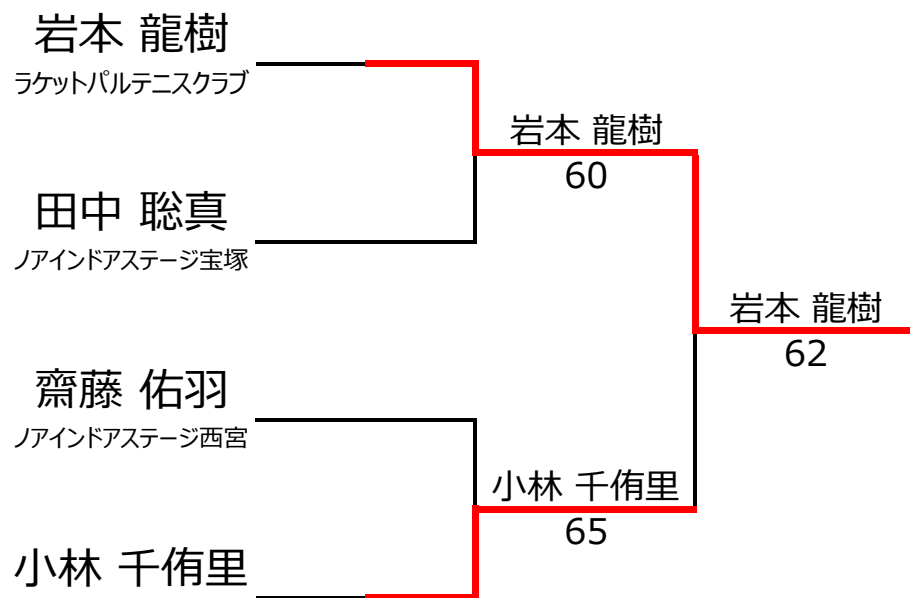 岩本 龍樹
ラケットパルテニスクラブ
岩本 龍樹
60
田中 聡真
ノアインドアステージ宝塚
岩本 龍樹
62
齋藤 佑羽
ノアインドアステージ西宮
小林 千侑里
65
小林 千侑里